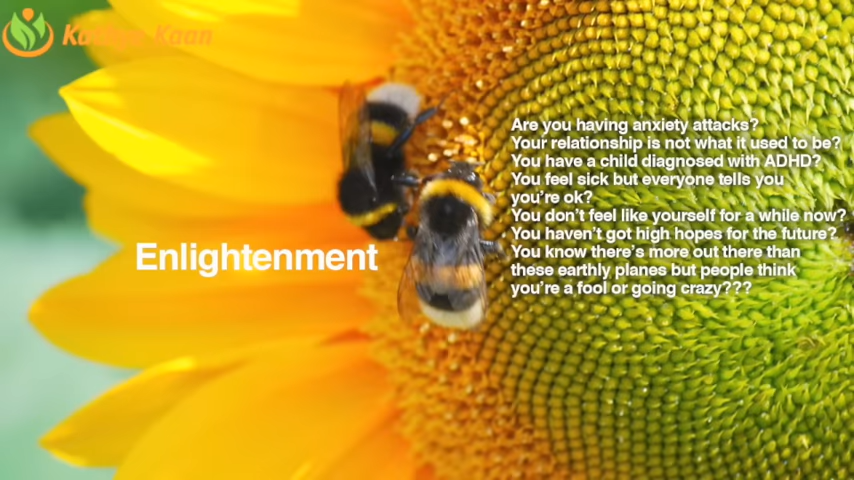 Kaan
Enlightenment
Are you having anxiety attacks?
Your relationship is not what it used to be?
You have a child diagnosed with ADHD?
You feel sick but everyone tells you
you're ok?
You don't feel like yourself for a while now?
You haven't got high hopes for the future?
You know there's more out there than
these earthly planes but people think
you're a fool or going crazy???